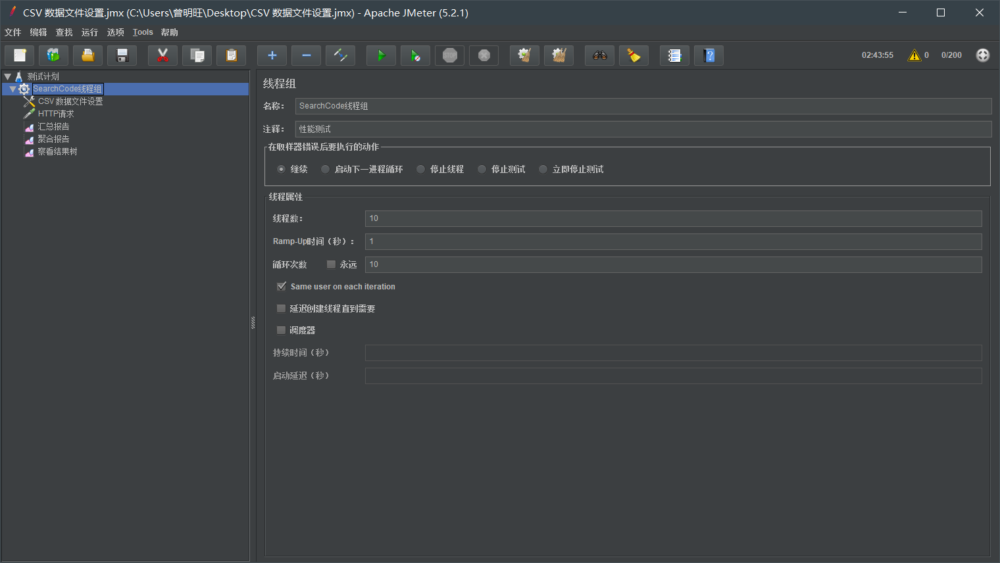 CSV 数据文件设置.jmx (C:\Users\曾明旺\Desktop\CSV 数据文件设置.jmx) - Apache JMeter (5.2.1)
文件 编辑 查找 运行 选项 Tools 帮助
02:43:55 0 0/200
测试计划
SearchCode线程组
CSV 数据文件设置
HTTP请求
汇总报告
聚合报告
察看结果树
线程组
名称： SearchCode线程组
注释： 性能测试
在取样器错误后要执行的动作
继续 启动下一进程循环 停止线程 停止测试 立即停止测试
线程属性
线程数： 10
Ramp-Up时间（秒）： 1
循环次数 永远 10
Same user on each iteration
延迟创建线程直到需要
调度器
持续时间（秒）
启动延迟（秒）